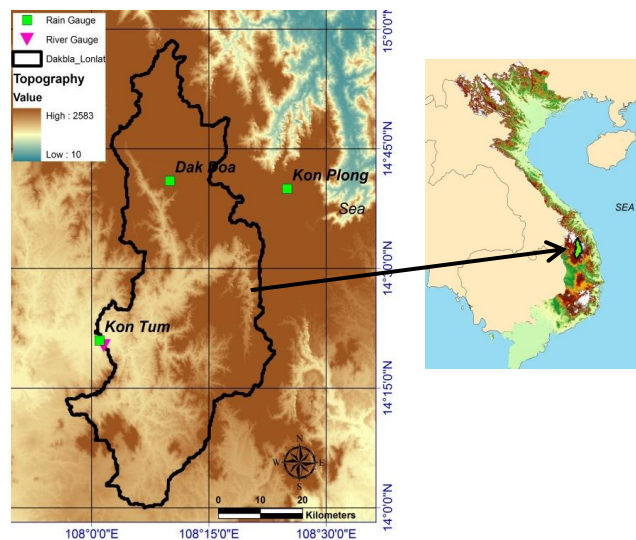 Rain Gauge
River Gauge
Dakbla_Lonlat
Topography
Value
High : 2583
Low : 10
Dak Doa
Kon Plong
Sea
Kon Tum
N
W E
S
0 10 20
Kilometers
15°0'0"N
14°45'0"N
14°30'0"N
14°15'0"N
14°0'0"N
108°0'0"E
108°15'0"E
108°30'0"E
SEA